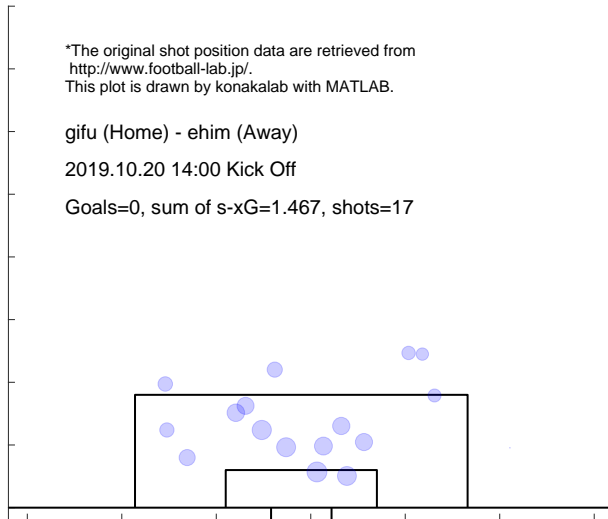 *The original shot position data are retrieved from
http://www.football-lab.jp/.
This plot is drawn by konakalab with MATLAB.
gifu (Home) - ehim (Away)
2019.10.20 14:00 Kick Off
Goals=0, sum of s-xG=1.467, shots=17